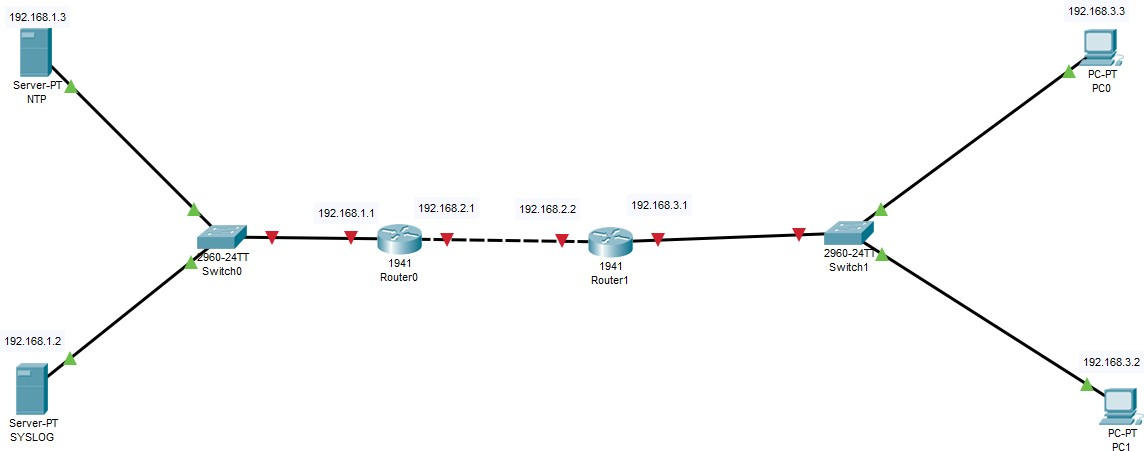 192.168.1.3
Server-PT
NTP
192.168.3.3
PC-PT
PC0
192.168.1.1
192.168.2.1
192.168.2.2
192.168.3.1
2960-24TT
Switch0
1941
Router0
1941
Router1
2960-24TT
Switch1
192.168.1.2
Server-PT
SYSLOG
192.168.3.2
PC-PT
PC1